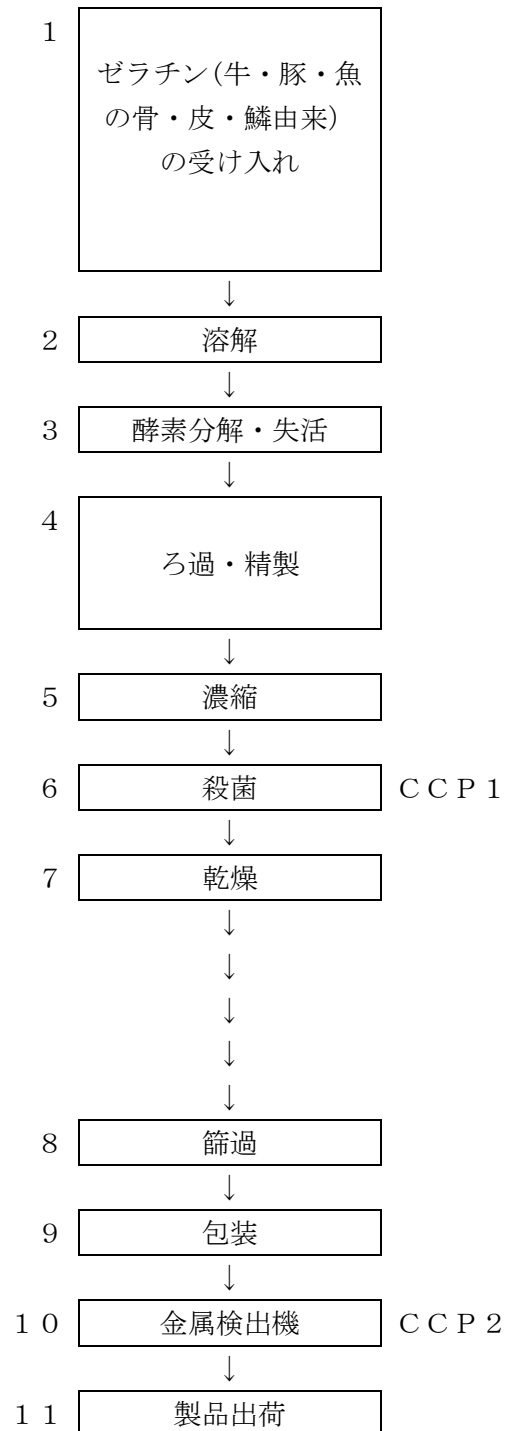 1
ゼラチン(牛・豚・魚
の骨・皮・鱗由来)
の受け入れ
↓
2 溶解
↓
3 酵素分解・失活
↓
4
ろ過・精製
↓
5 濃縮
↓
6 殺菌 CCP1
↓
7 乾燥
↓
↓
↓
↓
↓
8 篩過
↓
9 包装
↓
10 金属検出機 CCP2
↓
11 製品出荷